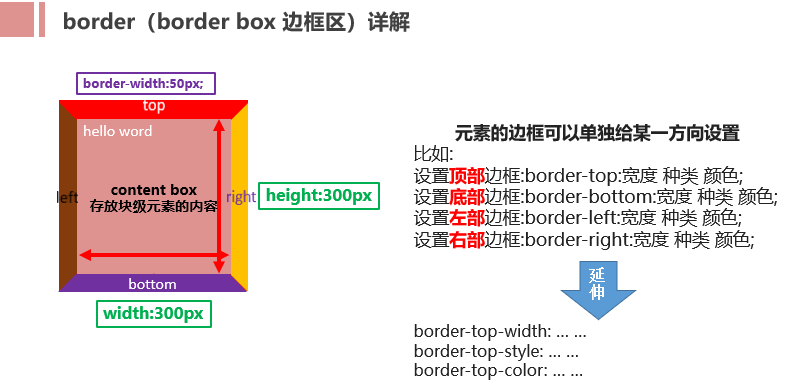 border（border box 边框区）详解
border-width:50px;
top
hello word
left
content box
存放块级元素的内容
right
height:300px
bottom
width:300px
元素的边框可以单独给某一方向设置
比如:
设置顶部边框:border-top:宽度 种类 颜色;
设置底部边框:border-bottom:宽度 种类 颜色;
设置左部边框:border-left:宽度 种类 颜色;
设置右部边框:border-right:宽度 种类 颜色;
延
伸
border-top-width: ... ...
border-top-style: ... ...
border-top-color: ... ...